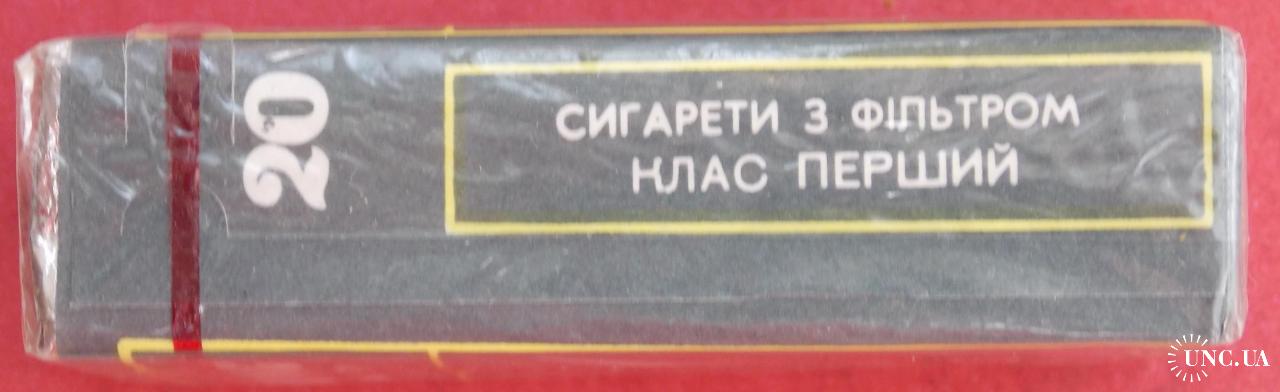 20
СИГАРЕТИ З ФІЛЬТРОМ
КЛАС ПЕРШИЙ
UNC.UA